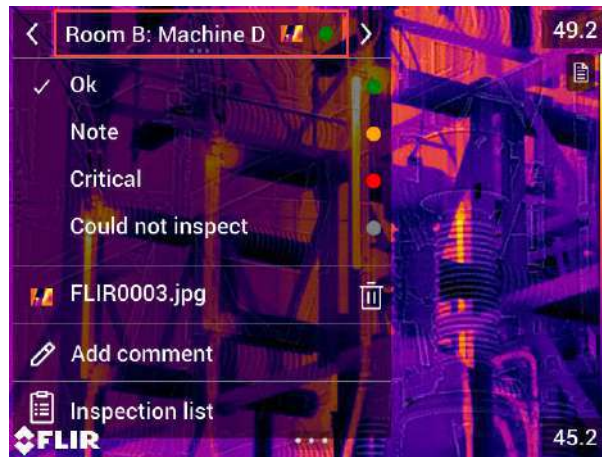 Room B: Machine D
49.2
Ok
Note
Critical
Could not inspect
FLIR0003.jpg
Add comment
Inspection list
FLIR
45.2